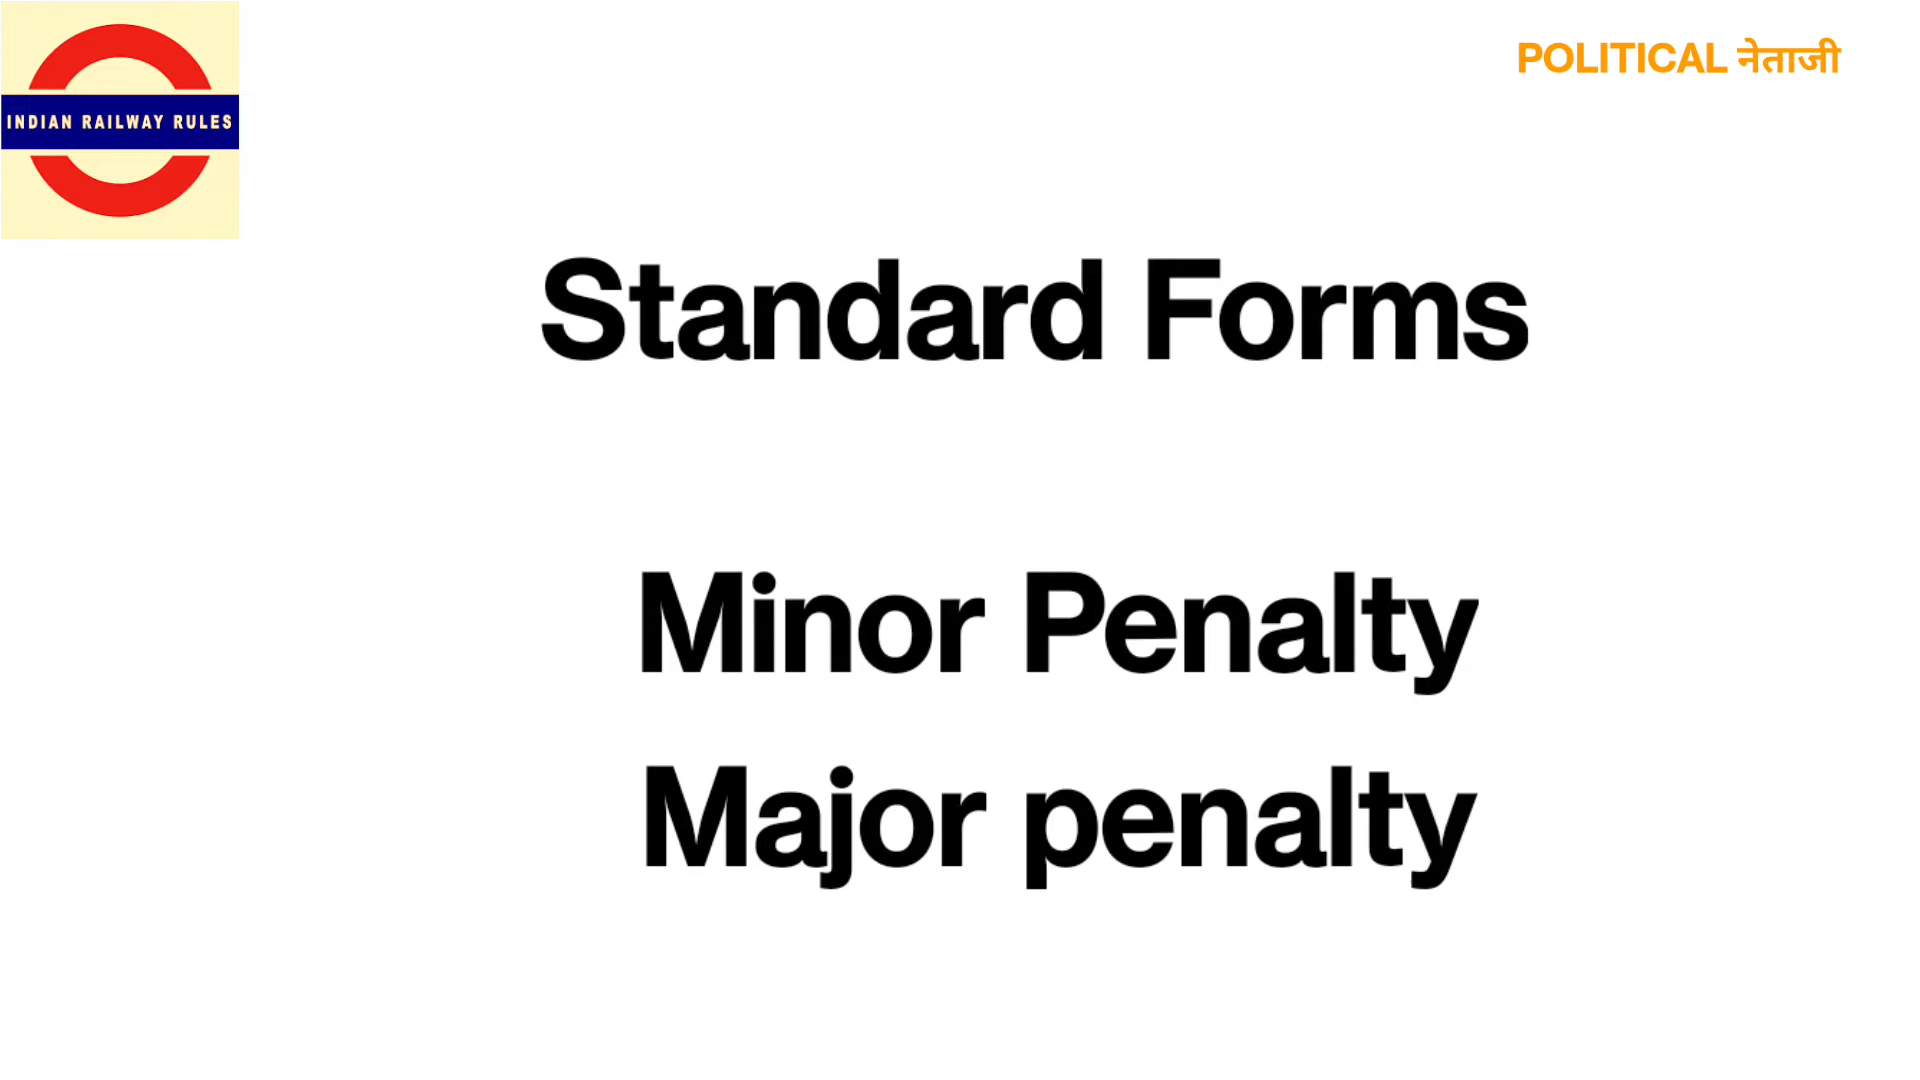 INDIAN RAILWAY RULES
POLITICAL नेताजी
Standard Forms
Minor Penalty
Major penalty